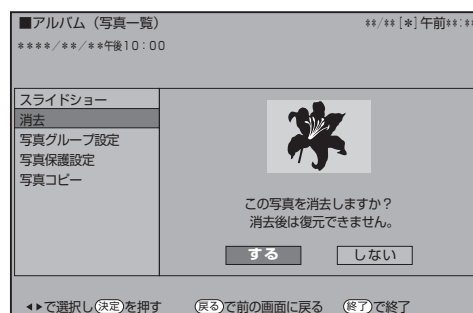 ■アルバム（写真一覧）　＊＊/＊＊[＊]午前＊＊:＊＊
＊＊＊＊/＊＊/＊＊午後10:00
スライドショー
消去
写真グループ設定
写真保護設定
写真コピー
この写真を消去しますか？
消去後は復元できません。
する　しない
◂▸で選択し決定を押す　戻るで前の画面に戻る　終了で終了